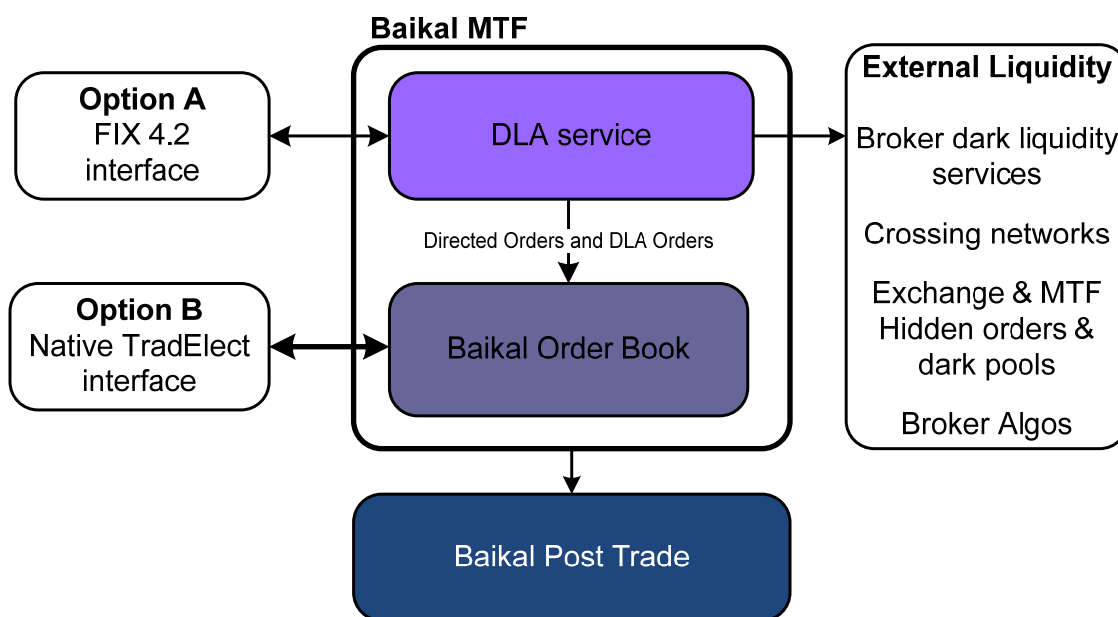 Baikal MTF
Option A
FIX 4.2
interface
DLA service
External Liquidity
Broker dark liquidity
services
Crossing networks
Exchange & MTF
Hidden orders &
dark pools
Broker Algos
Directed Orders and DLA Orders
Option B
Native TradElect
interface
Baikal Order Book
Baikal Post Trade